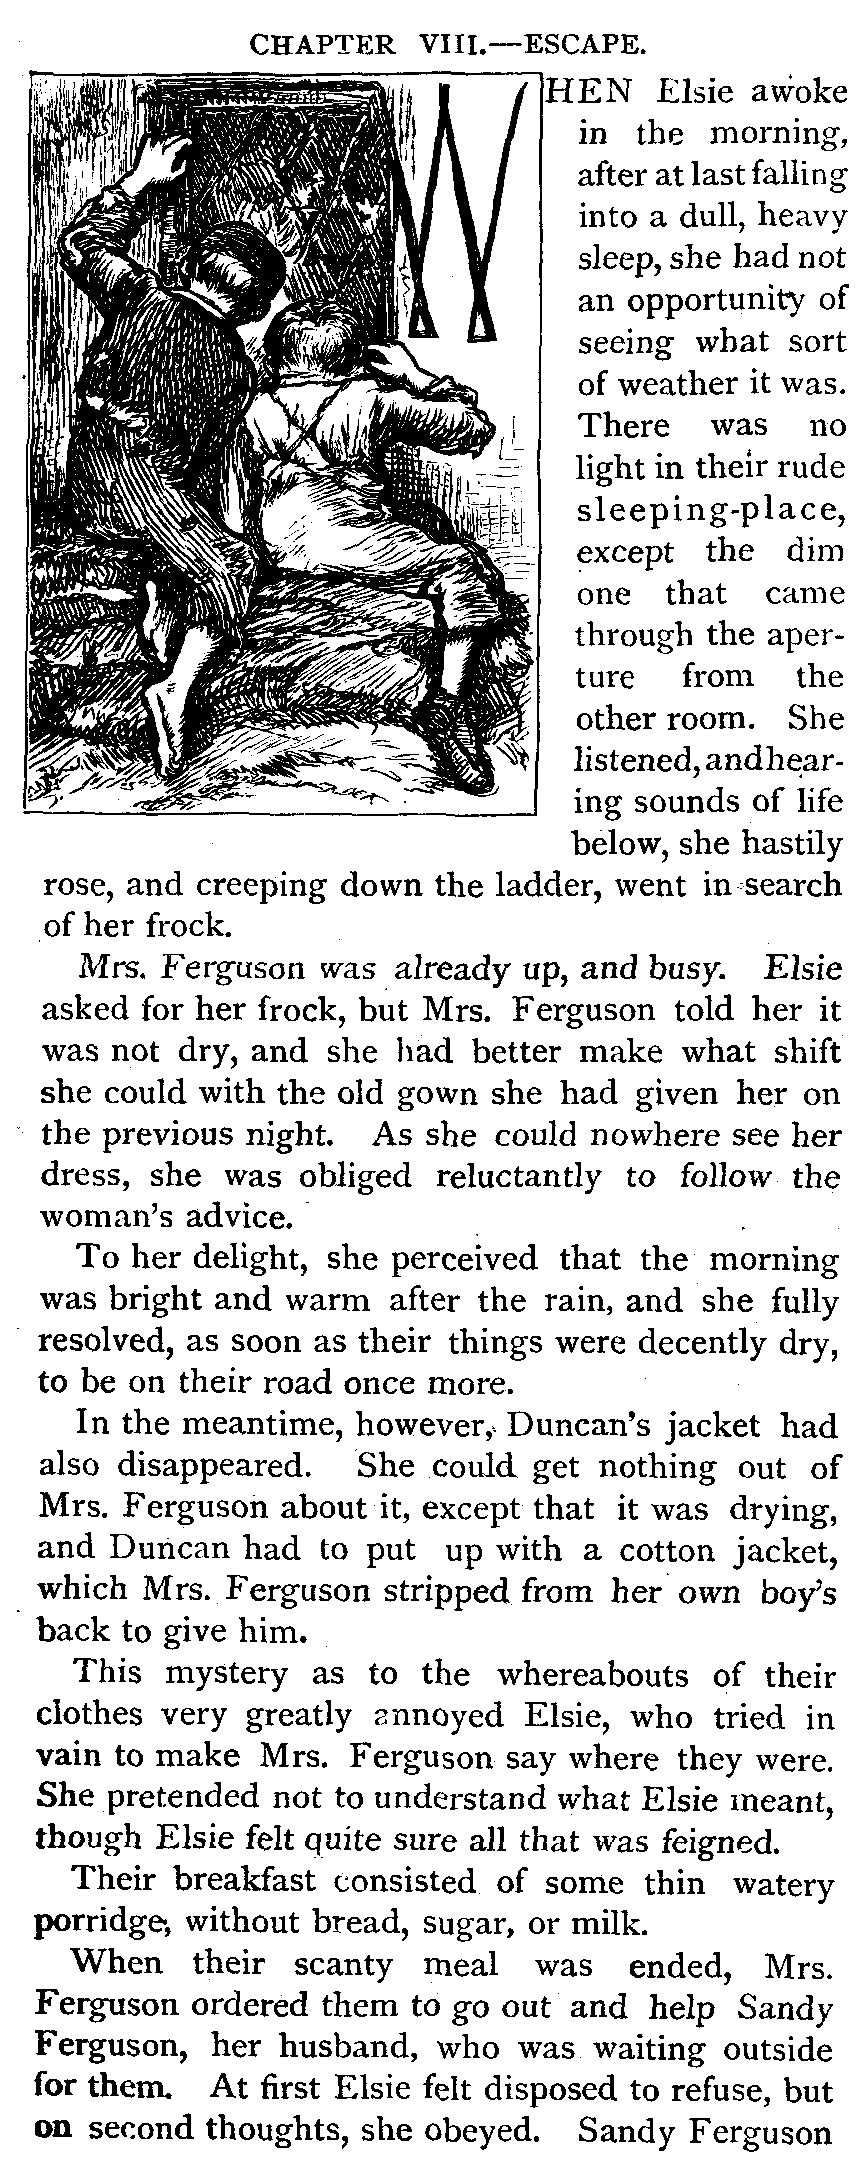 CHAPTER VIII.—ESCAPE.
WHEN Elsie awoke
in the morning,
after at last falling
into a dull, heavy
sleep, she had not
an opportunity of
seeing what sort
of weather it was.
There was no
light in their rude
sleeping-place,
except the dim
one that came
through the aper-
ture from the
other room. She
listened, and hear-
ing sounds of life
below, she hastily
rose, and creeping down the ladder, went in search
of her frock.
Mrs. Ferguson was already up, and busy. Elsie
asked for her frock, but Mrs. Ferguson told her it
was not dry, and she had better make what shift
she could with the old gown she had given her on
the previous night. As she could nowhere see her
dress, she was obliged reluctantly to follow the
woman's advice.
To her delight, she perceived that the morning
was bright and warm after the rain, and she fully
resolved, as soon as their things were decently dry,
to be on their road once more.
In the meantime, however, Duncan's jacket had
also disappeared. She could get nothing out of
Mrs. Ferguson about it, except that it was drying,
and Duncan had to put up with a cotton jacket,
which Mrs. Ferguson stripped from her own boy's
back to give him.
This mystery as to the whereabouts of their
clothes very greatly annoyed Elsie, who tried in
vain to make Mrs. Ferguson say where they were.
She pretended not to understand what Elsie meant,
though Elsie felt quite sure all that was feigned.
Their breakfast consisted of some thin watery
porridge, without bread, sugar, or milk.
When their scanty meal was ended, Mrs.
Ferguson ordered them to go out and help Sandy
Ferguson, her husband, who was waiting outside
for them. At first Elsie felt disposed to refuse, but
on second thoughts, she obeyed. Sandy Ferguson